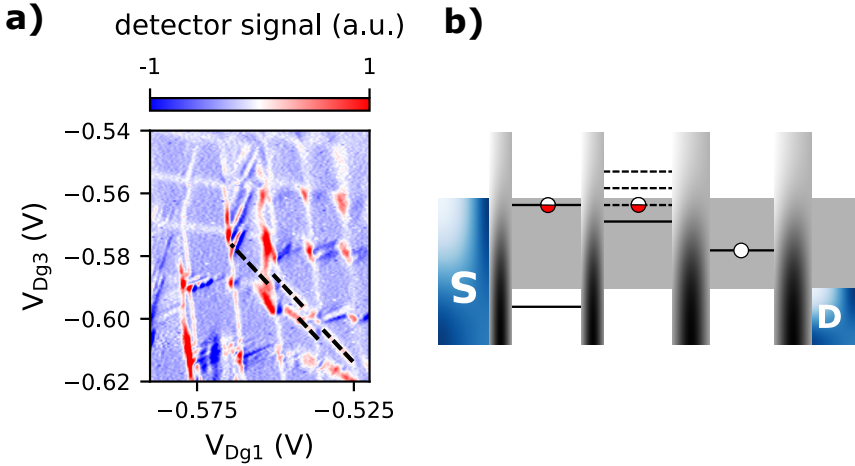 a)
b)
detector signal (a.u.)
-1
1
−0.54
−0.56
−0.58
−0.60
−0.62
V_Dg3 (V)
−0.575
−0.525
V_Dg1 (V)
S
D